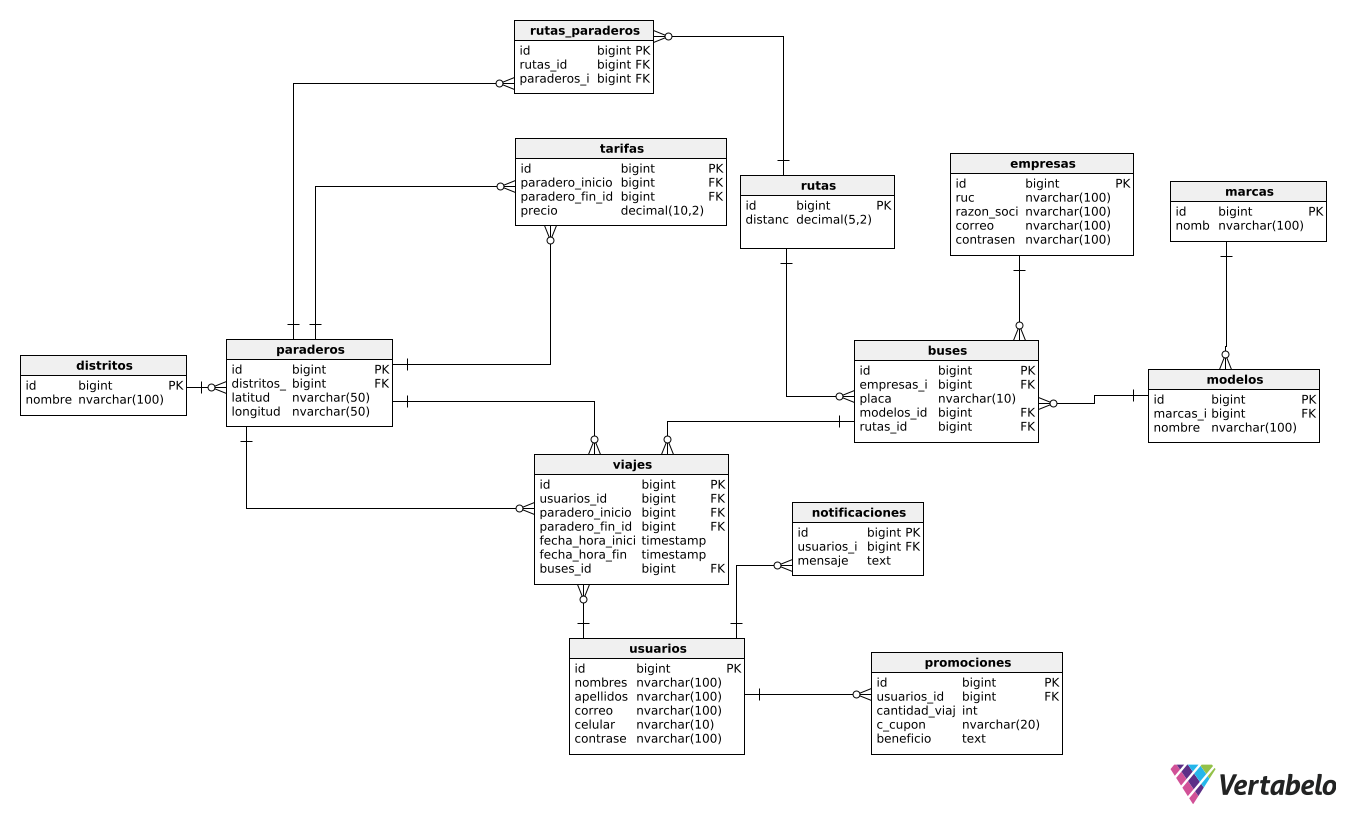 rutas_paraderos
id bigint PK
rutas_id bigint FK
paraderos_i bigint FK
tarifas
id bigint PK
paradero_inicio bigint FK
paradero_fin_id bigint FK
precio decimal(10,2)
rutas
id bigint PK
distanc decimal(5,2)
empresas
id bigint PK
ruc nvarchar(100)
razon_soci nvarchar(100)
correo nvarchar(100)
contrasen nvarchar(100)
marcas
id bigint PK
nomb nvarchar(100)
distritos
id bigint PK
nombre nvarchar(100)
paraderos
id bigint PK
distritos_ bigint FK
latitud nvarchar(50)
longitud nvarchar(50)
buses
id bigint PK
empresas_i bigint FK
placa nvarchar(10)
modelos_id bigint FK
rutas_id bigint FK
modelos
id bigint PK
marcas_i bigint FK
nombre nvarchar(100)
viajes
id bigint PK
usuarios_id bigint FK
paradero_inicio bigint FK
paradero_fin_id bigint FK
fecha_hora_inici timestamp
fecha_hora_fin timestamp
buses_id bigint FK
notificaciones
id bigint PK
usuarios_i bigint FK
mensaje text
usuarios
id bigint PK
nombres nvarchar(100)
apellidos nvarchar(100)
correo nvarchar(100)
celular nvarchar(10)
contrase nvarchar(100)
promociones
id bigint PK
usuarios_id bigint FK
cantidad_viaj int
c_cupon nvarchar(20)
beneficio text
Vertabelo